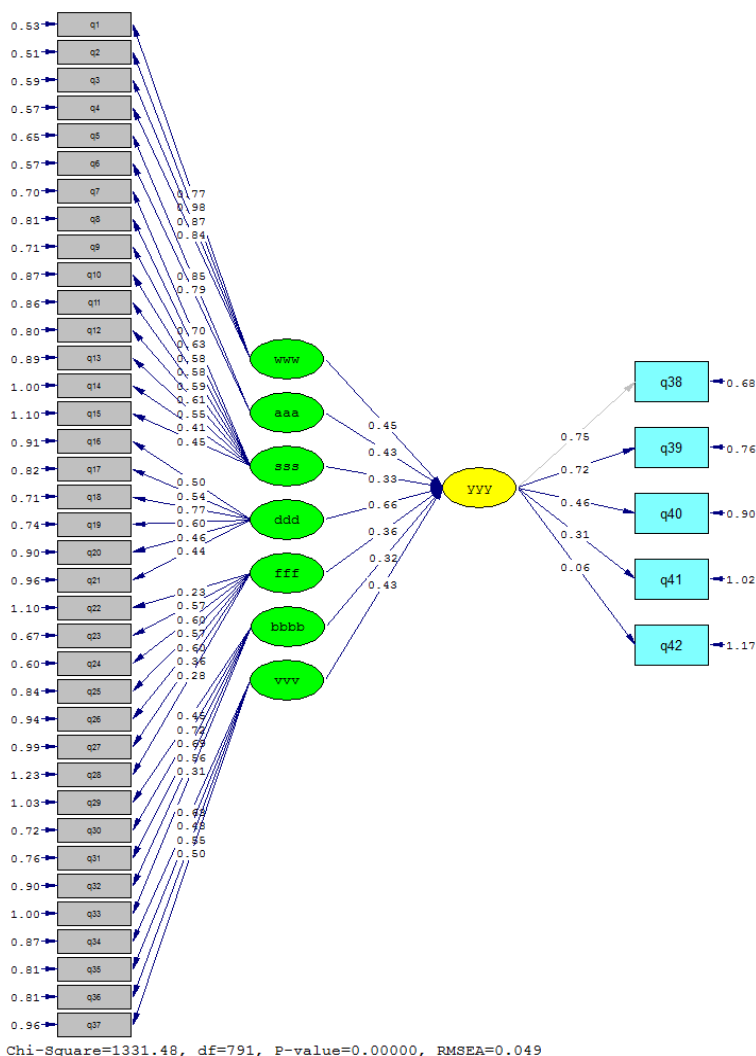 0.53 q1
0.51 q2
0.59 q3
0.57 q4
0.65 q5
0.57 q6
0.70 q7
0.81 q8
0.71 q9
0.87 q10
0.86 q11
0.80 q12
0.89 q13
1.00 q14
1.10 q15
0.91 q16
0.82 q17
0.71 q18
0.74 q19
0.90 q20
0.96 q21
1.10 q22
0.67 q23
0.60 q24
0.84 q25
0.94 q26
0.99 q27
1.23 q28
1.03 q29
0.72 q30
0.76 q31
0.90 q32
1.00 q33
0.87 q34
0.81 q35
0.81 q36
0.96 q37
0.77
0.98
0.87
0.84
0.85
0.79
0.70
0.63
0.58
0.58
0.59
0.61
0.55
0.41
0.45
0.50
0.54
0.77
0.60
0.46
0.44
0.23
0.57
0.60
0.57
0.60
0.36
0.28
0.45
0.72
0.69
0.56
0.31
0.55
0.50
www
aaa
sss
ddd
fff
bbbb
vvv
0.45
0.43
0.33
0.66
0.36
0.32
0.43
yyy
0.75
0.72
0.46
0.31
0.06
q38 0.68
q39 0.76
q40 0.90
q41 1.02
q42 1.17
Chi-Square=1331.48, df=791, P-value=0.00000, RMSEA=0.049